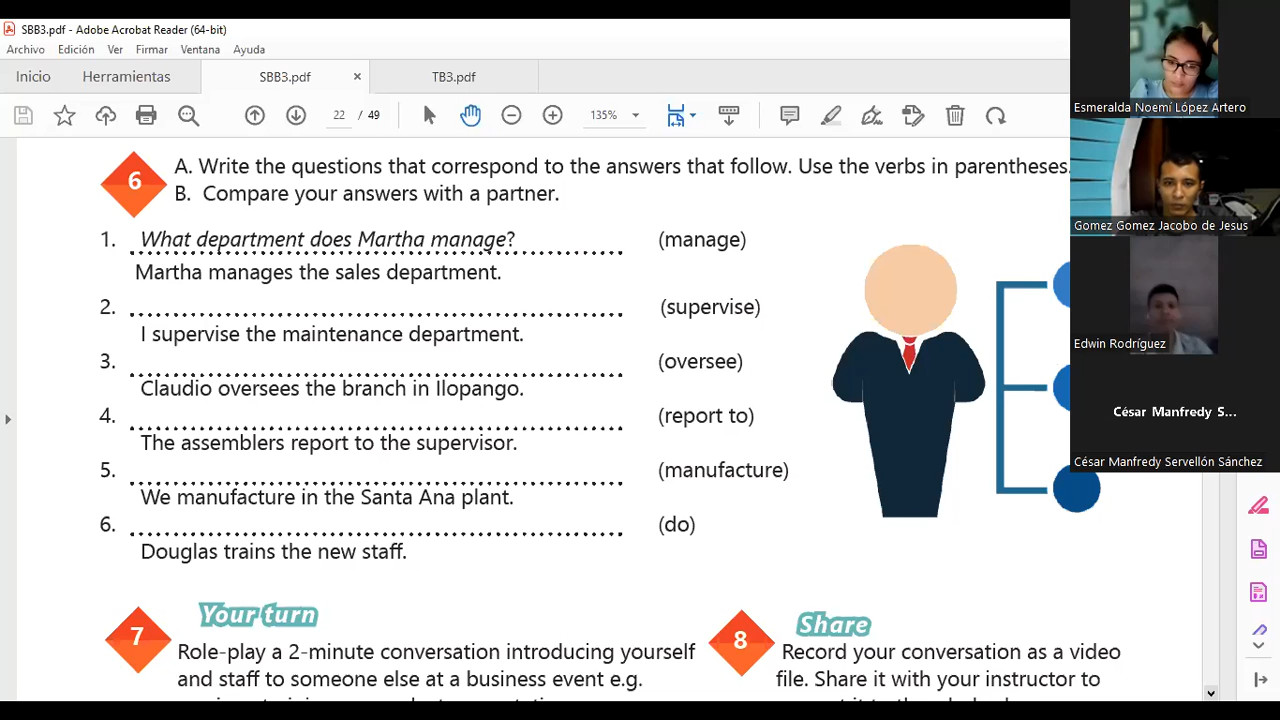 SBB3.pdf - Adobe Acrobat Reader (64-bit)
Archivo Edición Ver Firmar Ventana Ayuda
Inicio Herramientas SBB3.pdf × TB3.pdf
22 / 49 135%
6 A. Write the questions that correspond to the answers that follow. Use the verbs in parentheses.
B. Compare your answers with a partner.
1. What department does Martha manage? (manage)
Martha manages the sales department.
2. (supervise)
I supervise the maintenance department.
3. (oversee)
Claudio oversees the branch in Ilopango.
4. (report to)
The assemblers report to the supervisor.
5. (manufacture)
We manufacture in the Santa Ana plant.
6. (do)
Douglas trains the new staff.
7 Your turn
Role-play a 2-minute conversation introducing yourself
and staff to someone else at a business event e.g.
8 Share
Record your conversation as a video
file. Share it with your instructor to
Esmeralda Noemí López Artero
Gomez Gomez Jacobo de Jesus
Edwin Rodríguez
César Manfredy S...
César Manfredy Servellón Sánchez